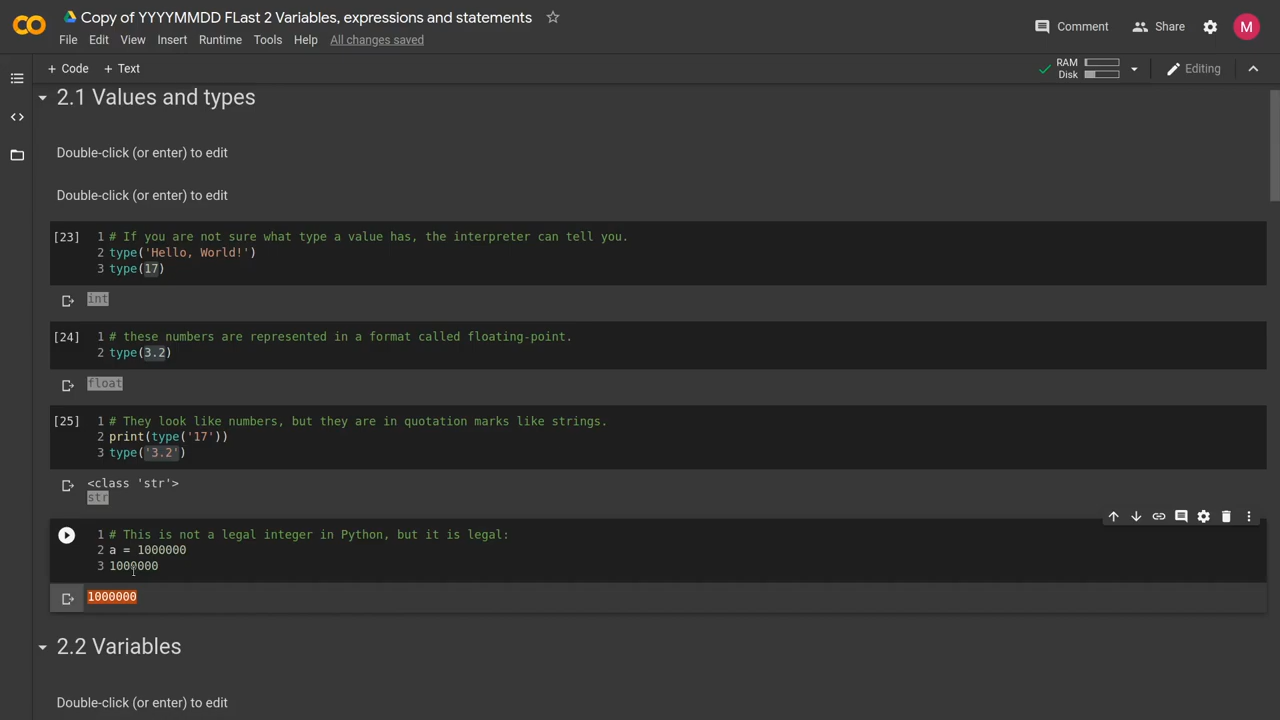 Copy of YYYYMMDD FLast 2 Variables, expressions and statements
File Edit View Insert Runtime Tools Help All changes saved
Comment Share M
+ Code + Text
RAM
Disk
Editing
2.1 Values and types
Double-click (or enter) to edit
Double-click (or enter) to edit
[23] 1 # If you are not sure what type a value has, the interpreter can tell you.
2 type('Hello, World!')
3 type(17)
int
[24] 1 # these numbers are represented in a format called floating-point.
2 type(3.2)
float
[25] 1 # They look like numbers, but they are in quotation marks like strings.
2 print(type('17'))
3 type('3.2')
<class 'str'>
str
1 # This is not a legal integer in Python, but it is legal:
2 a = 1000000
3 1000000
1000000
2.2 Variables
Double-click (or enter) to edit